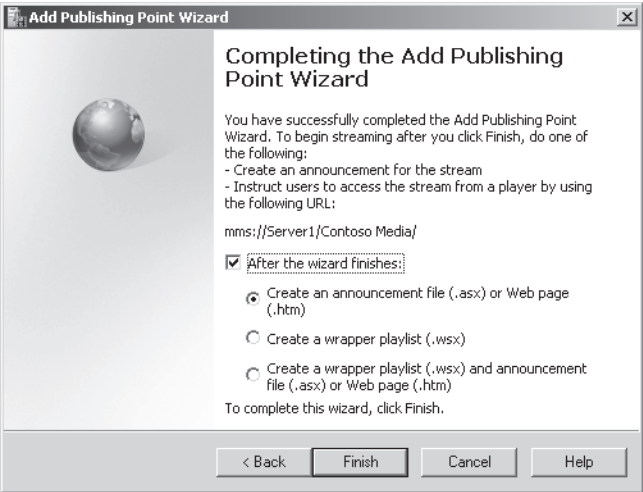 Add Publishing Point Wizard
Completing the Add Publishing
Point Wizard
You have successfully completed the Add Publishing Point
Wizard. To begin streaming after you click Finish, do one of
the following:
- Create an announcement for the stream
- Instruct users to access the stream from a player by using
the following URL:
mms://Server1/Contoso Media/
After the wizard finishes:
Create an announcement file (.asx) or Web page
(.htm)
Create a wrapper playlist (.wsx)
Create a wrapper playlist (.wsx) and announcement
file (.asx) or Web page (.htm)
To complete this wizard, click Finish.
< Back
Finish
Cancel
Help